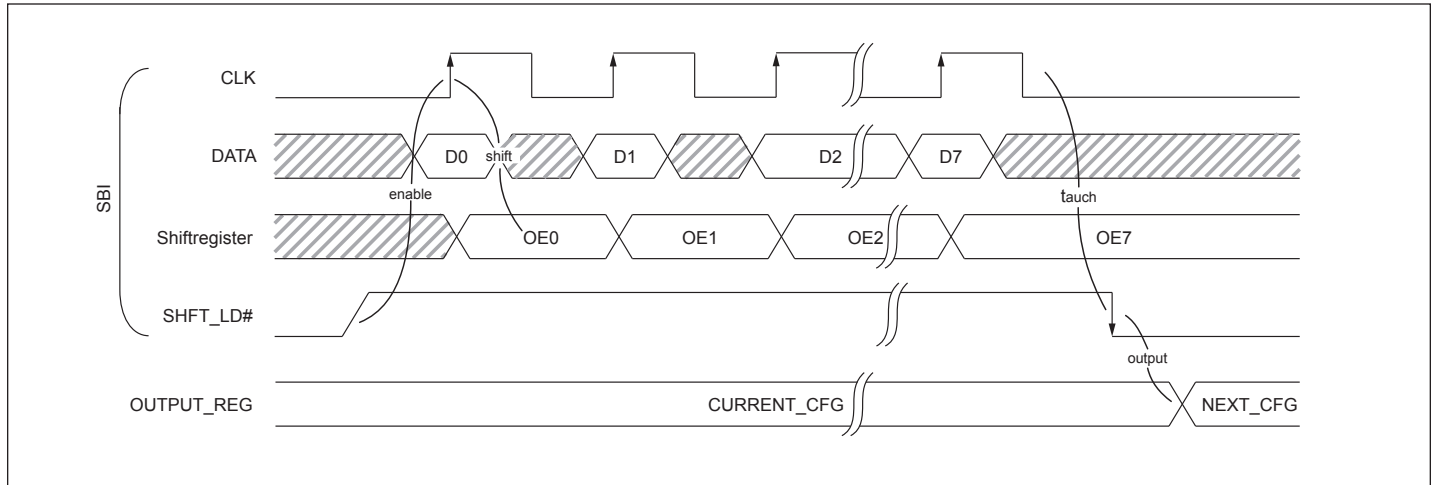 SBI
CLK
DATA D0 shift D1 D2 D7
enable tauch
Shiftregister OE0 OE1 OE2 OE7
SHFT_LD#
output
OUTPUT_REG CURRENT_CFG NEXT_CFG